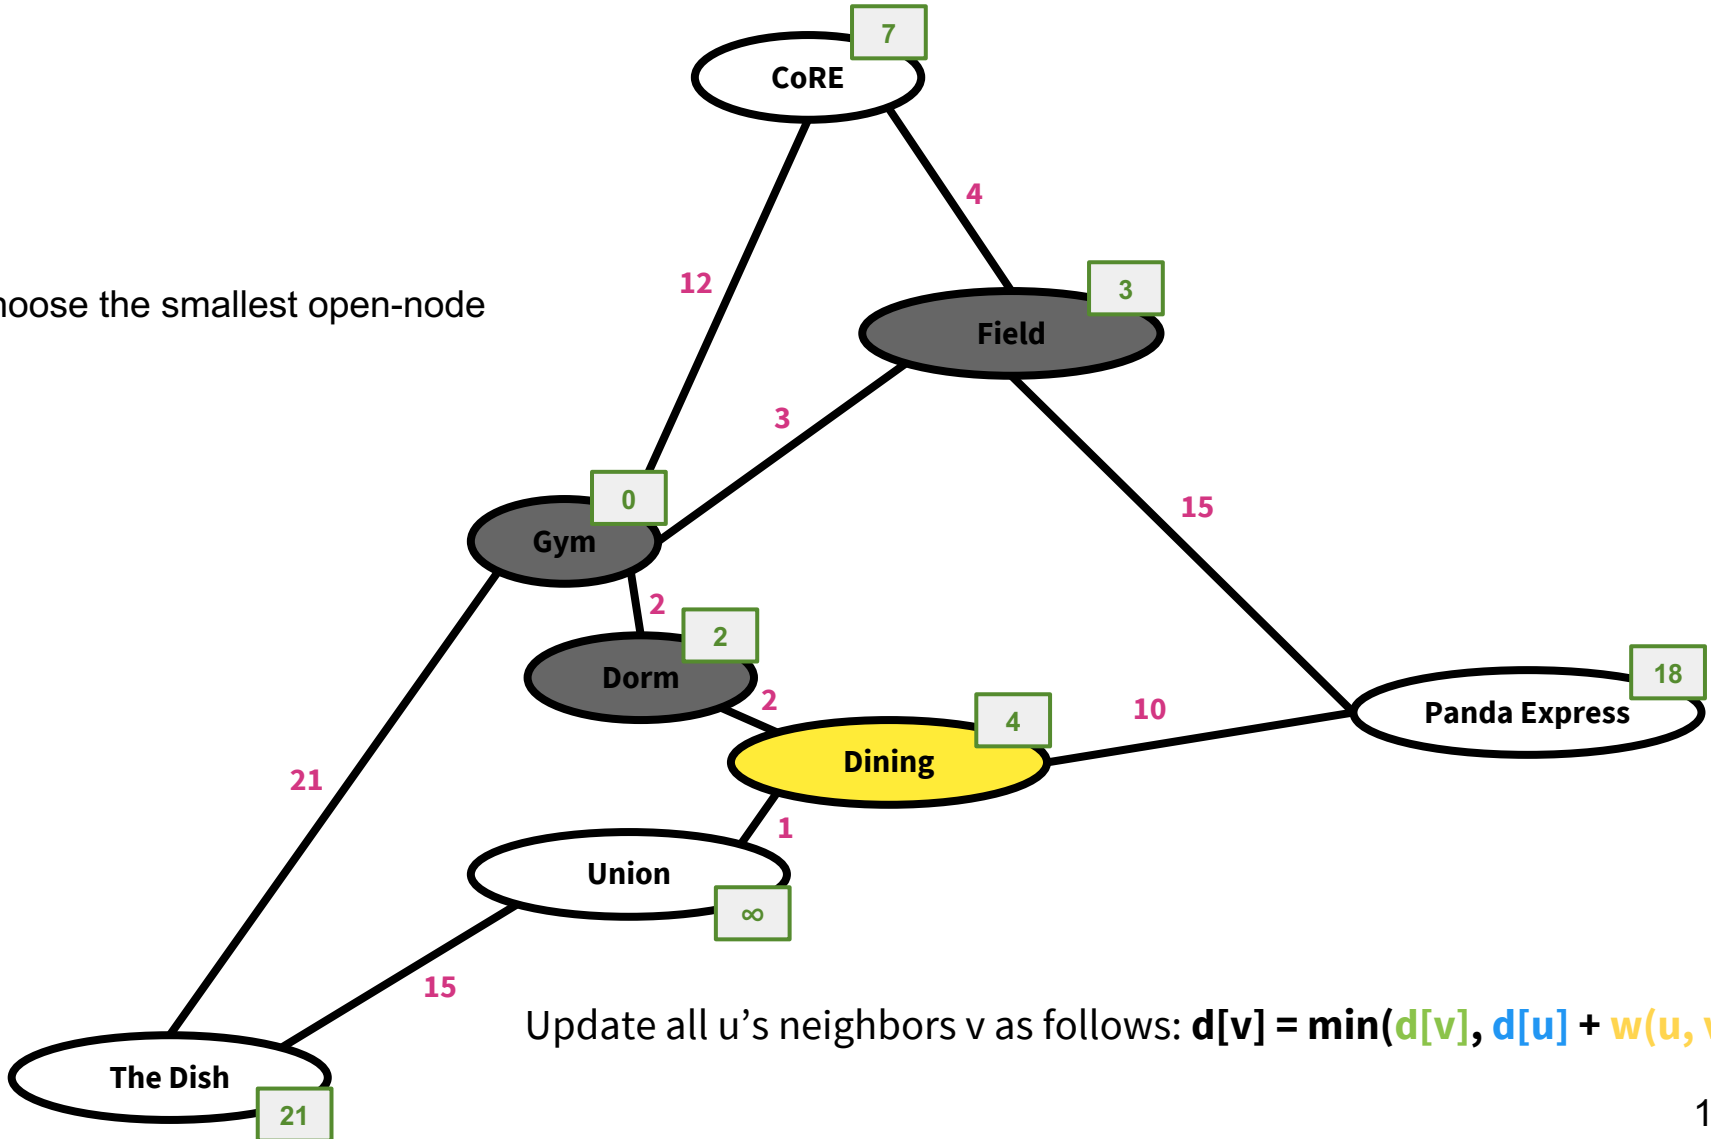 7
CoRE
4
12
3
hoose the smallest open-node
Field
3
15
0
Gym
2
2
18
Dorm
2
10
Panda Express
4
Dining
21
1
Union
∞
15
Update all u’s neighbors v as follows: d[v] = min(d[v], d[u] + w(u,
The Dish
21
1